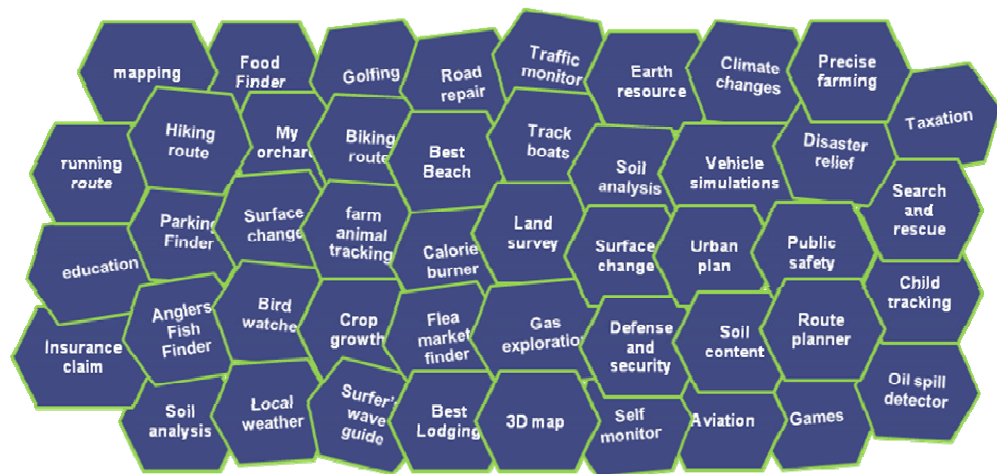 mapping
Food
Finder
Golfing
Road
repair
Traffic
monitor
Earth
resource
Climate
changes
Precise
farming
Taxation
running
route
Hiking
route
My
orchard
Biking
route
Best
Beach
Track
boats
Soil
analysis
Vehicle
simulations
Disaster
relief
Search and
rescue
education
Parking
Finder
Surface
change
farm
animal
tracking
Calorie
burner
Land
survey
Surface
change
Urban
plan
Public
safety
Child
tracking
Insurance
claim
Anglers
Fish
Finder
Bird
watcher
Crop
growth
Flea
market
finder
Gas
exploration
Defense
and
security
Soil
content
Route
planner
Oil spill
detector
Soil
analysis
Local
weather
Surfer's
wave
guide
Best
Lodging
3D map
Self
monitor
Aviation
Games